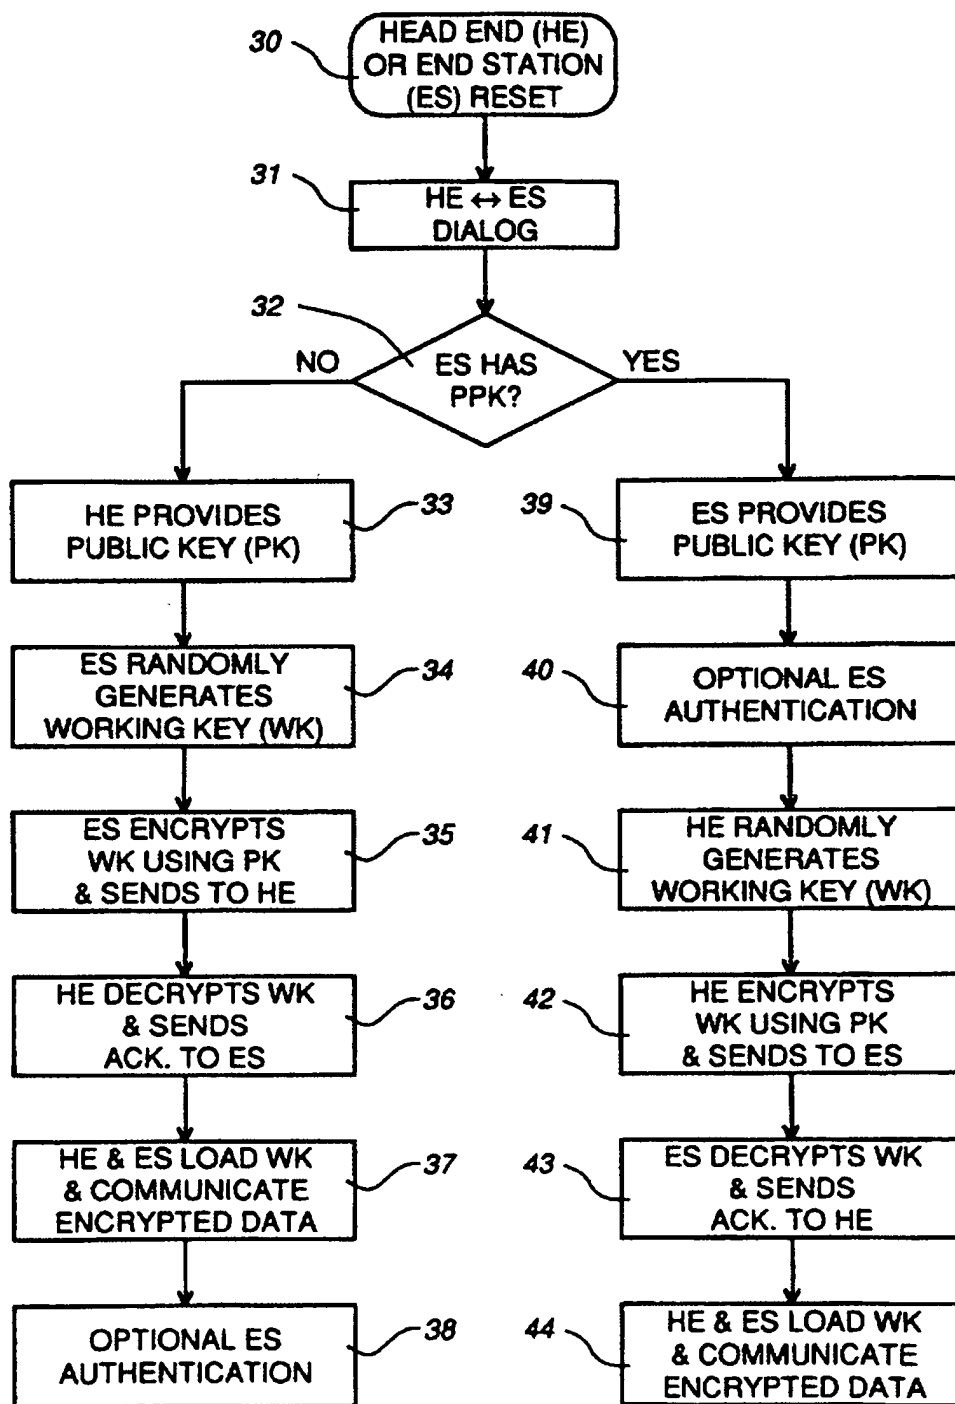 30
HEAD END (HE)
OR END STATION
(ES) RESET
31
HE ↔ ES
DIALOG
32
ES HAS
PPK?
NO
YES
HE PROVIDES
PUBLIC KEY (PK)
33
ES RANDOMLY
GENERATES
WORKING KEY (WK)
34
ES ENCRYPTS
WK USING PK
& SENDS TO HE
35
HE DECRYPTS WK
& SENDS
ACK. TO ES
36
HE & ES LOAD WK
& COMMUNICATE
ENCRYPTED DATA
37
OPTIONAL ES
AUTHENTICATION
38
39
ES PROVIDES
PUBLIC KEY (PK)
40
OPTIONAL ES
AUTHENTICATION
41
HE RANDOMLY
GENERATES
WORKING KEY (WK)
42
HE ENCRYPTS
WK USING PK
& SENDS TO ES
43
ES DECRYPTS WK
& SENDS
ACK. TO HE
44
HE & ES LOAD WK
& COMMUNICATE
ENCRYPTED DATA